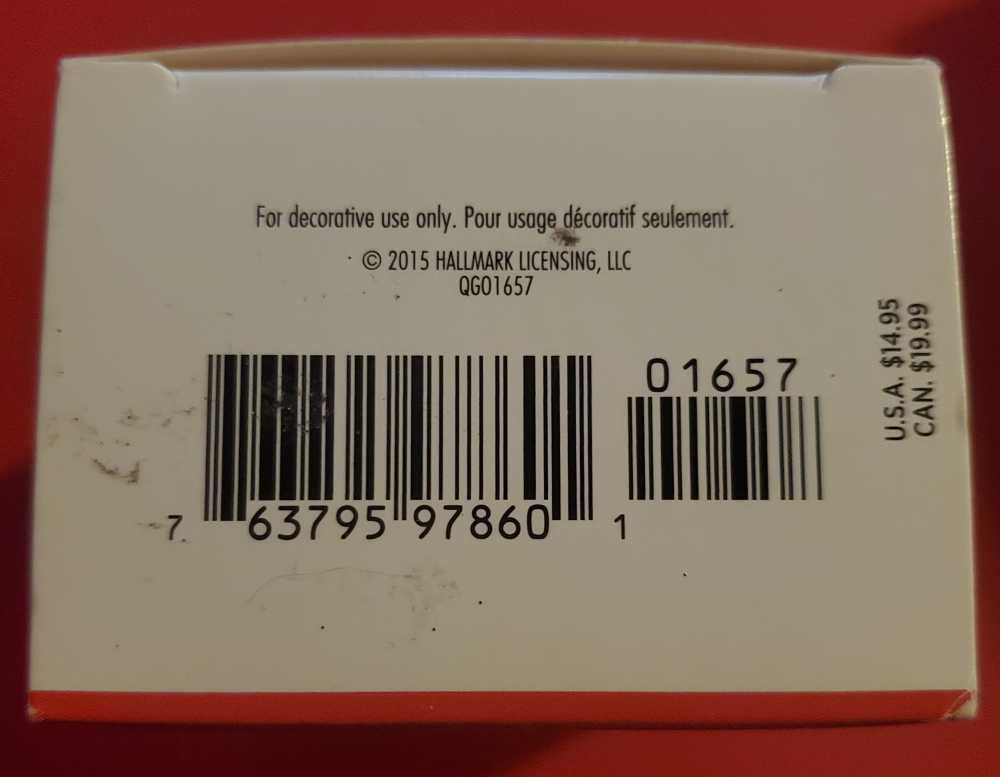 For decorative use only. Pour usage décoratif seulement.
© 2015 HALLMARK LICENSING, LLC
QGO1657
01657
7 63795 97860 1
U.S.A. $14.95
CAN. $19.99